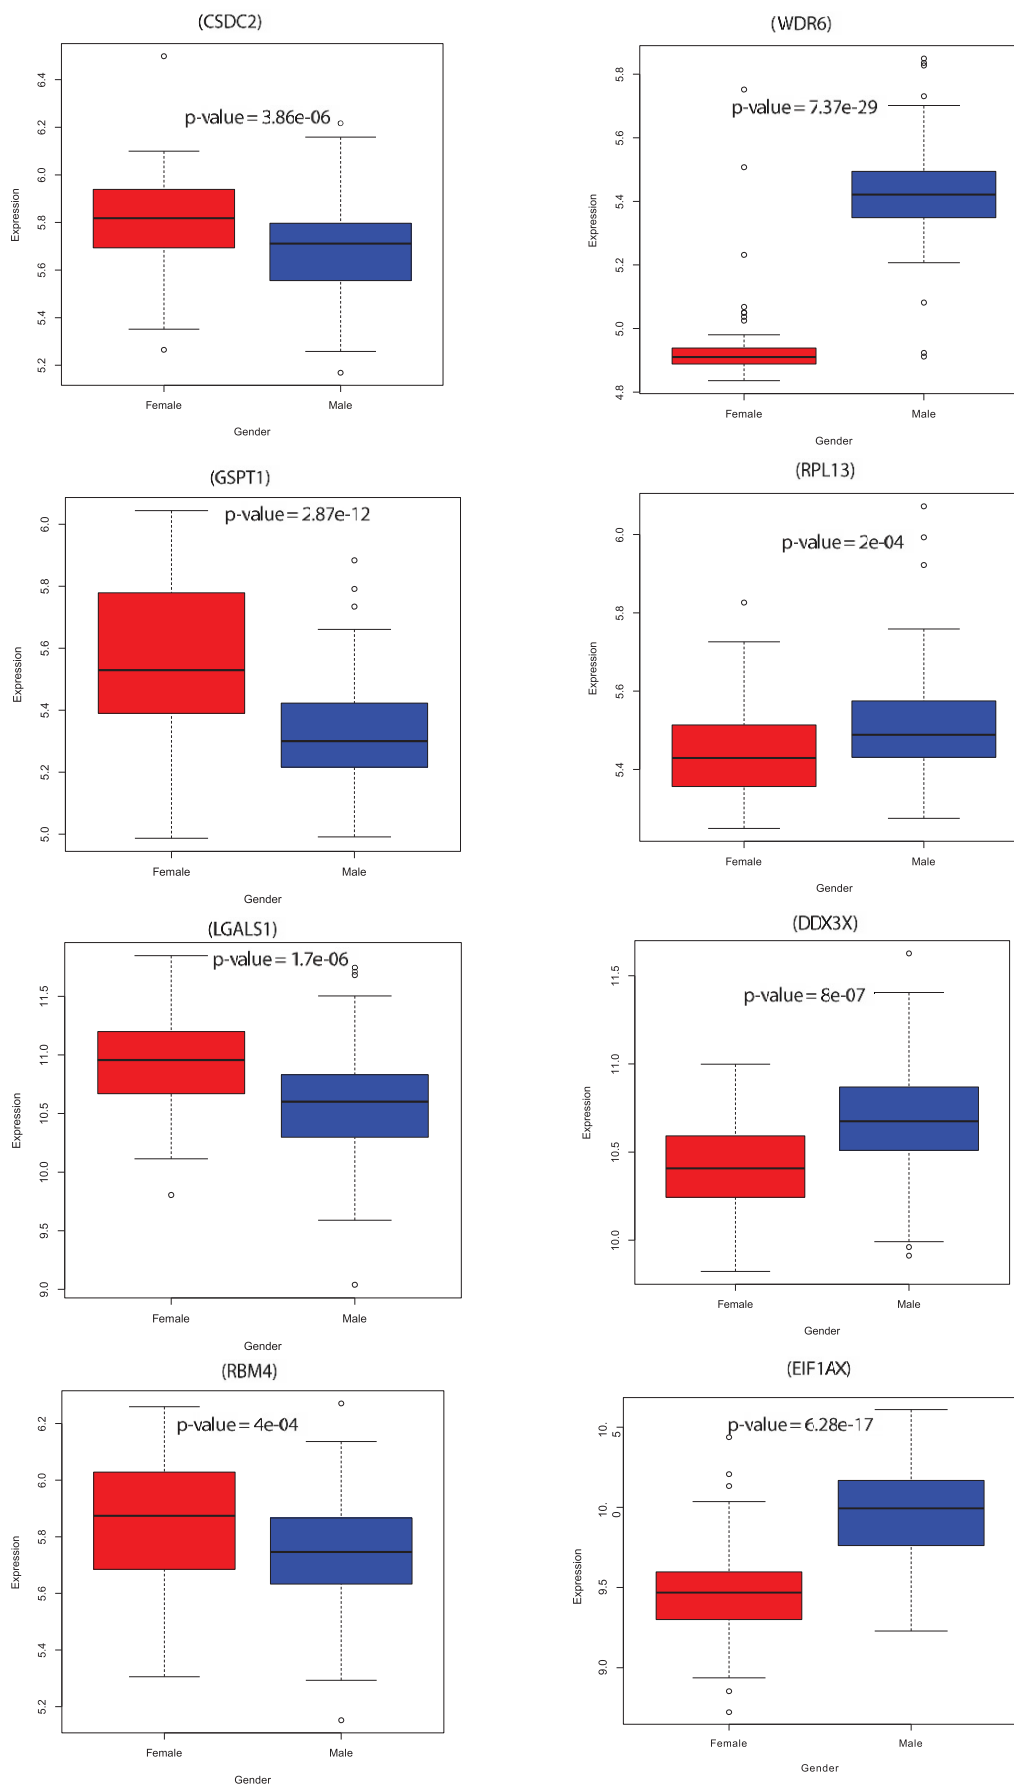 (CSDC2)
p-value = 3.86e-06
Expression
6.4
6.2
6.0
5.8
5.6
5.4
5.2
Female
Male
Gender
(WDR6)
p-value = 7.37e-29
Expression
5.8
5.6
5.4
5.2
5.0
4.8
Female
Male
Gender
(GSPT1)
p-value = 2.87e-12
Expression
6.0
5.8
5.6
5.4
5.2
5.0
Female
Male
Gender
(RPL13)
p-value = 2e-04
Expression
6.0
5.8
5.6
5.4
Female
Male
Gender
(LGALS1)
p-value = 1.7e-06
Expression
11.5
11.0
10.5
10.0
9.5
9.0
Female
Male
Gender
(DDX3X)
p-value = 8e-07
Expression
11.5
11.0
10.5
10.0
Female
Male
Gender
(RBM4)
p-value = 4e-04
Expression
6.2
6.0
5.8
5.6
5.4
5.2
Female
Male
Gender
(EIF1AX)
p-value = 6.28e-17
Expression
10.
5
10.
0
9.5
9.0
Female
Male
Gender